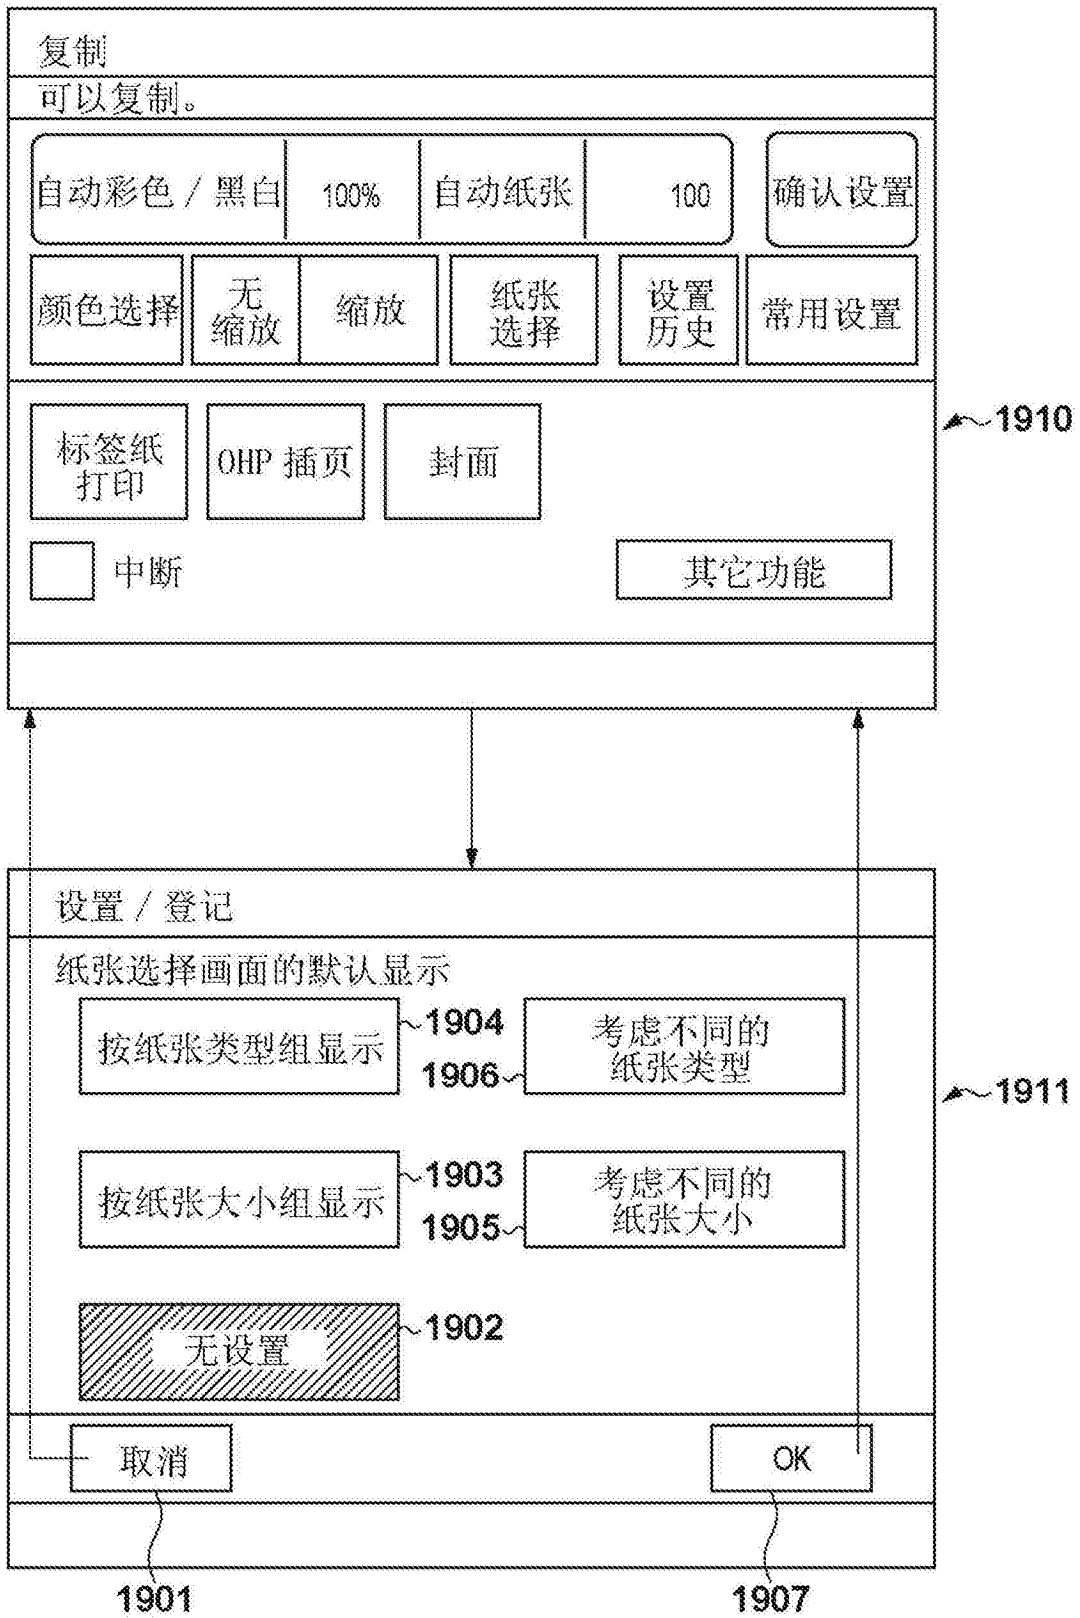 复制
可以复制。
自动彩色 / 黑白 100% 自动纸张 100 确认设置
颜色选择
无
缩放
缩放
纸张
选择
设置
历史
常用设置
1910
标签纸
打印
OHP 插页
封面
中断
其它功能
设置 / 登记
纸张选择画面的默认显示
按纸张类型组显示
1904
1906
考虑不同的
纸张类型
1911
按纸张大小组显示
1903
1905
考虑不同的
纸张大小
无设置
1902
取消
OK
1901
1907